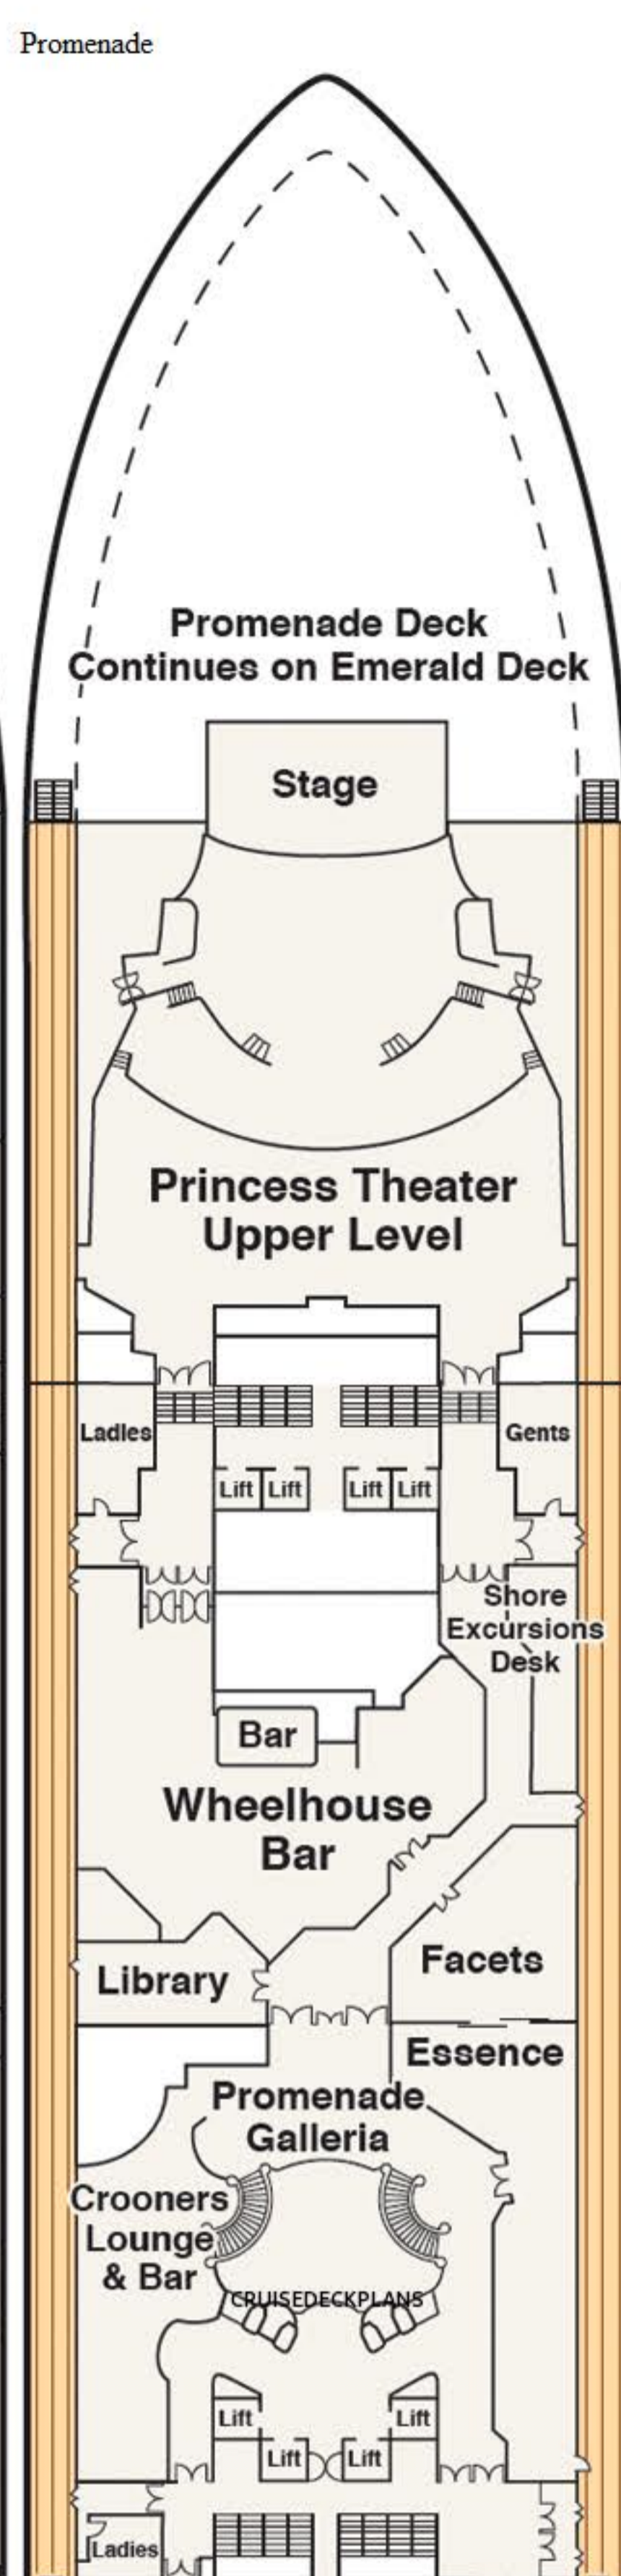 Promenade
Promenade Deck
Continues on Emerald Deck
Stage
Princess Theater
Upper Level
Ladies
Gents
Lift Lift Lift Lift
Shore
Excursions
Desk
Bar
Wheelhouse
Bar
Facets
Library
Essence
Promenade
Galleria
Crooners
Lounge
& Bar
CRUISEDECKPLANS
Lift Lift
Lift Lift
Ladies